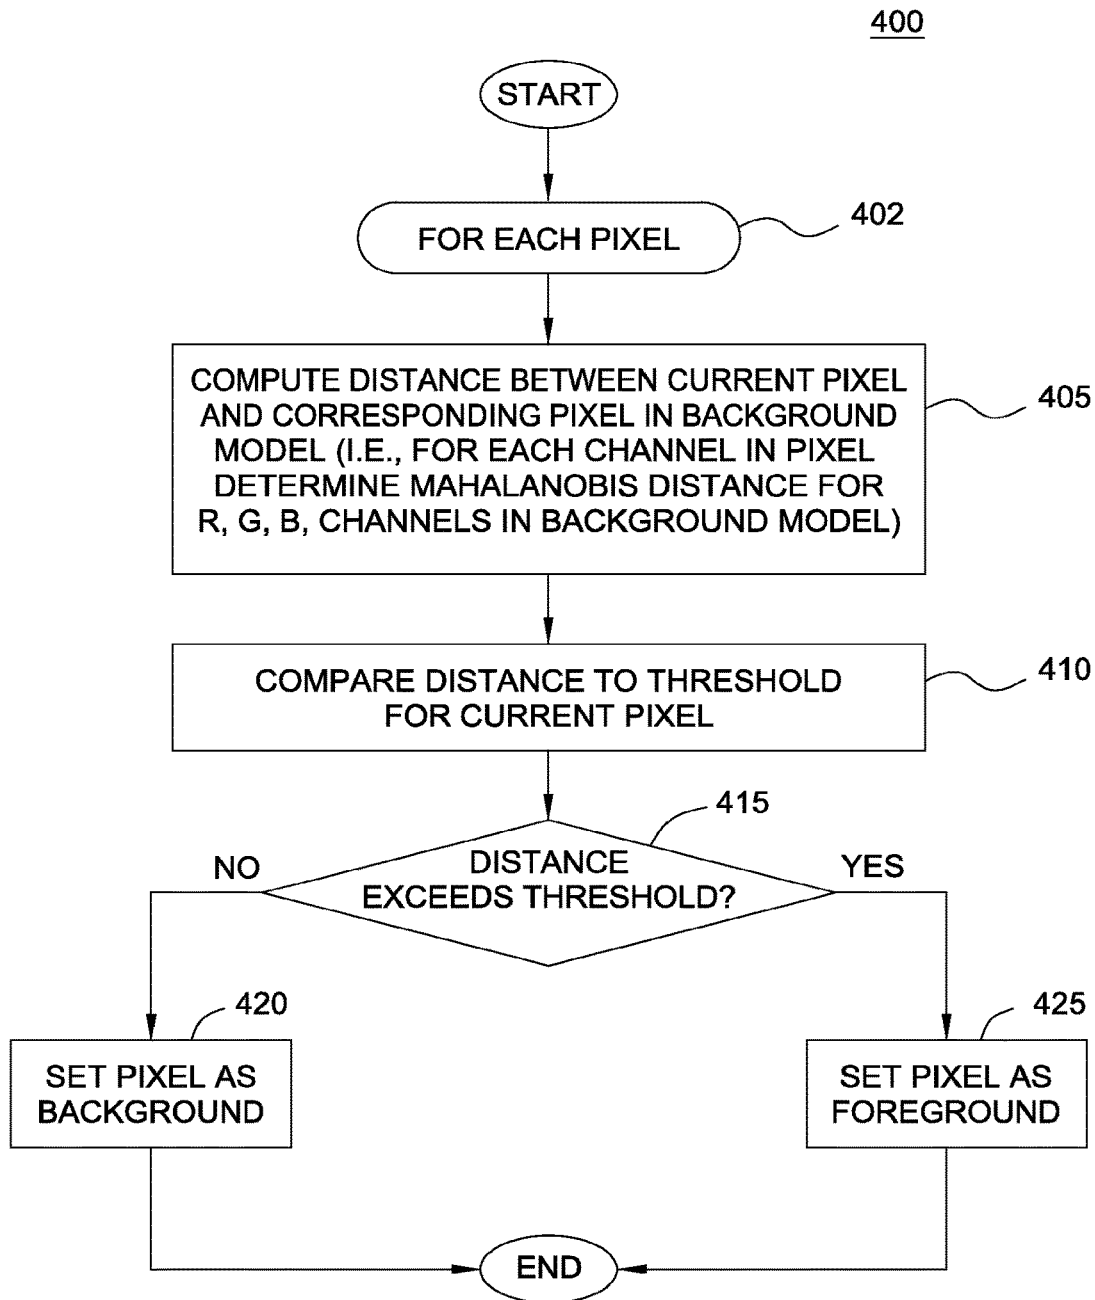 400
START
FOR EACH PIXEL
402
COMPUTE DISTANCE BETWEEN CURRENT PIXEL
AND CORRESPONDING PIXEL IN BACKGROUND
MODEL (I.E., FOR EACH CHANNEL IN PIXEL
DETERMINE MAHALANOBIS DISTANCE FOR
R, G, B, CHANNELS IN BACKGROUND MODEL)
405
COMPARE DISTANCE TO THRESHOLD
FOR CURRENT PIXEL
410
415
DISTANCE
EXCEEDS THRESHOLD?
NO
YES
420
SET PIXEL AS
BACKGROUND
425
SET PIXEL AS
FOREGROUND
END